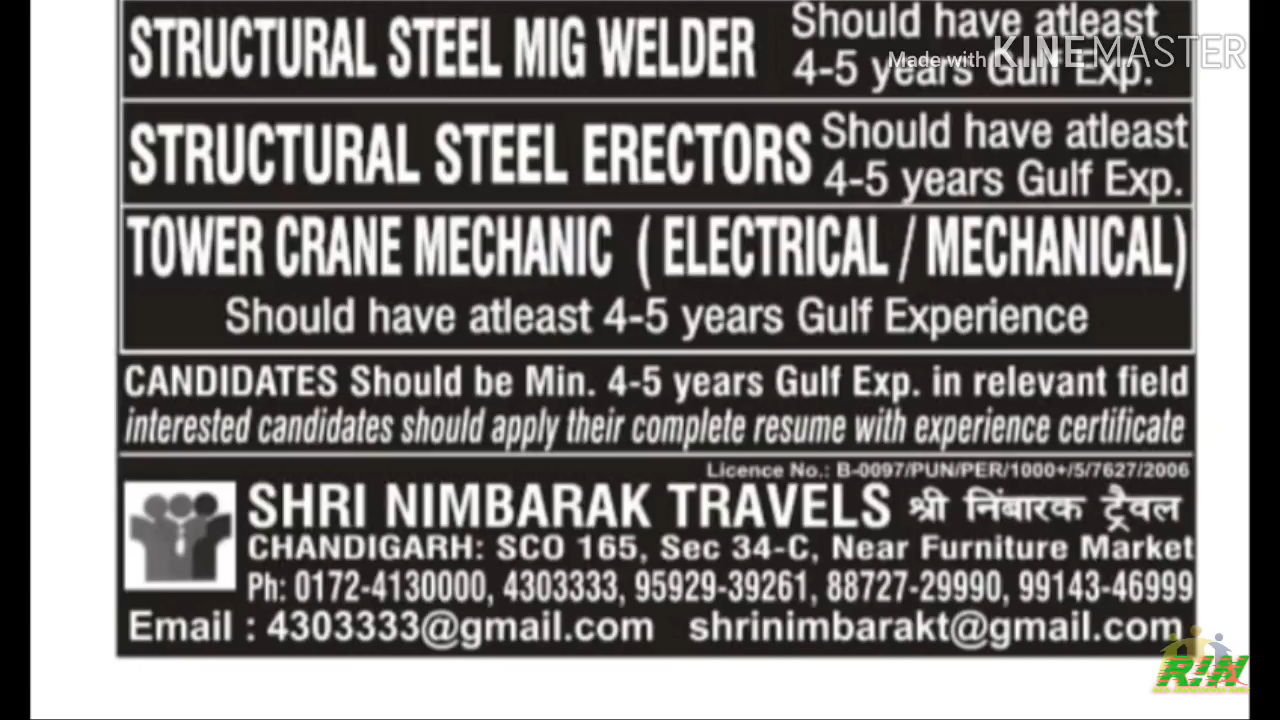 STRUCTURAL STEEL MIG WELDER Should have atleast
4-5 years Gulf Exp.
Made with KINEMASTER
STRUCTURAL STEEL ERECTORS Should have atleast
4-5 years Gulf Exp.
TOWER CRANE MECHANIC ( ELECTRICAL / MECHANICAL)
Should have atleast 4-5 years Gulf Experience
CANDIDATES Should be Min. 4-5 years Gulf Exp. in relevant field
interested candidates should apply their complete resume with experience certificate
Licence No.: B-0097/PUN/PER/1000+/5/7627/2006
SHRI NIMBARAK TRAVELS श्री निंबारक ट्रैवल
CHANDIGARH: SCO 165, Sec 34-C, Near Furniture Market
Ph: 0172-4130000, 4303333, 95929-39261, 88727-29990, 99143-46999
Email : 4303333@gmail.com shrinimbarakt@gmail.com
RIN